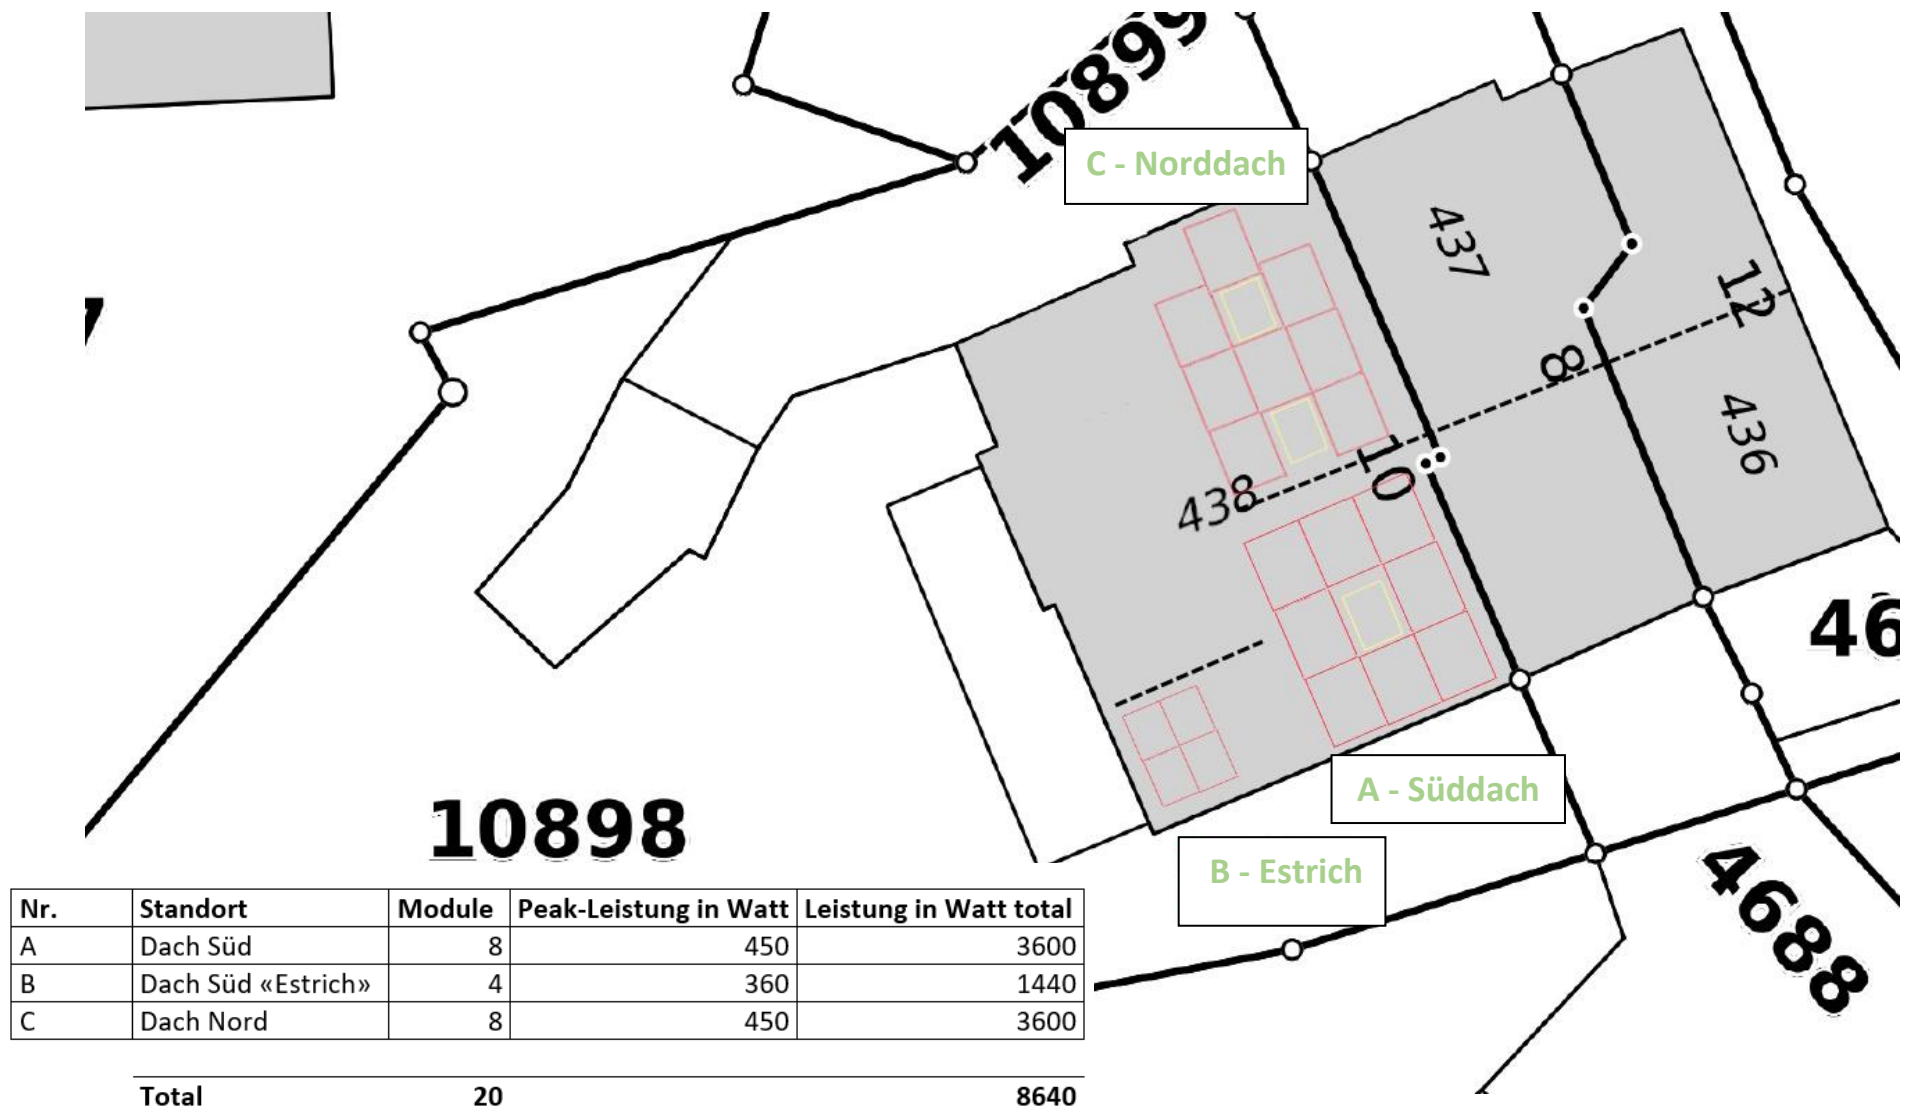 10899
C - Norddach
437
12
8
436
10
438
46
A - Süddach
10898
B - Estrich
4688
Nr. Standort Module Peak-Leistung in Watt Leistung in Watt total
A Dach Süd 8 450 3600
B Dach Süd «Estrich» 4 360 1440
C Dach Nord 8 450 3600
Total 20 8640